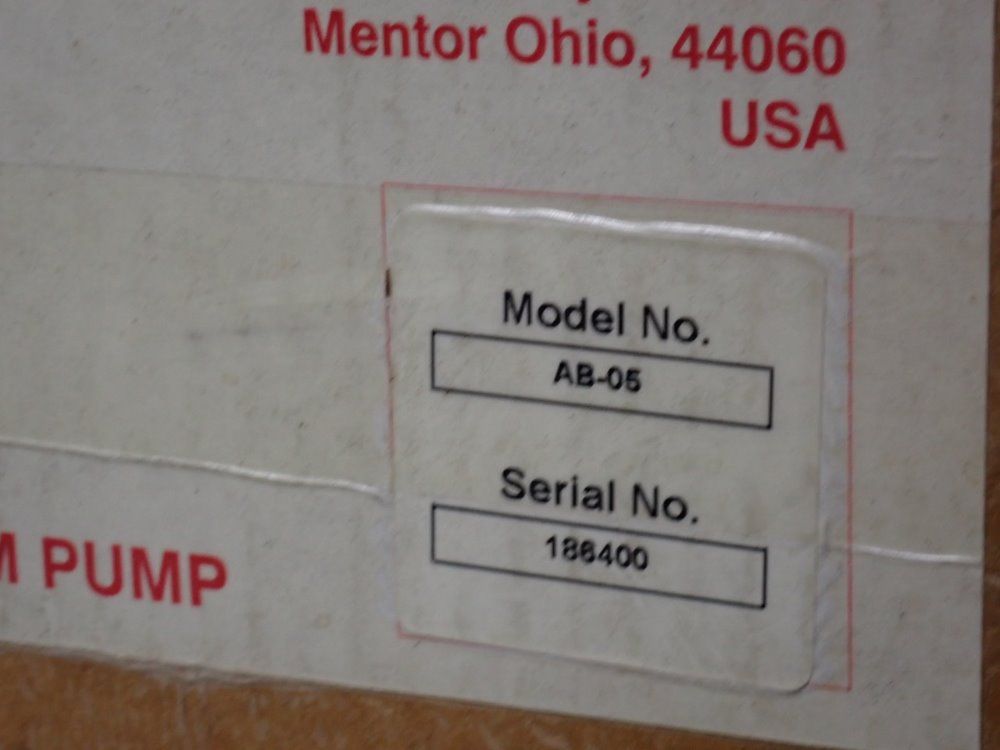 Mentor Ohio, 44060
USA
Model No.
AB-05
Serial No.
186400
PUMP